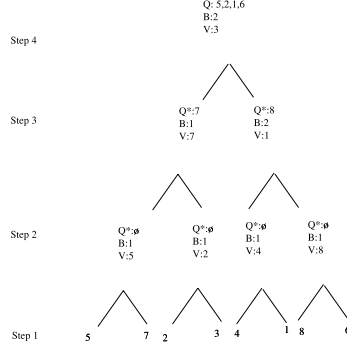 Q: 5,2,1,6
B:2
V:3
Step 4
Step 3
Q*:7
B:1
V:7
Q*:8
B:2
V:1
Step 2
Q*:ø
B:1
V:5
Q*:ø
B:1
V:2
Q*:ø
B:1
V:4
Q*:ø
B:1
V:8
Step 1
5 7 2 3 4 1 8 6